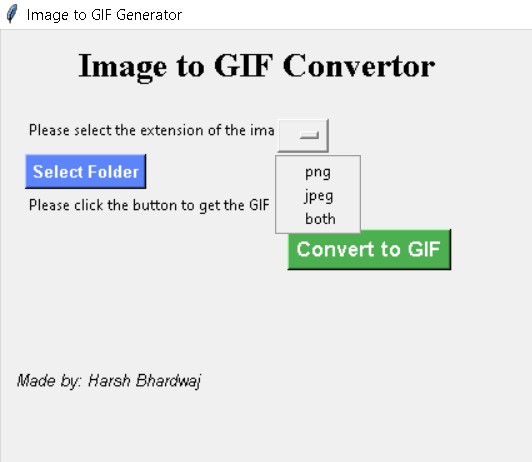 Image to GIF Generator
Image to GIF Convertor
Please select the extension of the ima
Select Folder
png
jpeg
both
Please click the button to get the GIF
Convert to GIF
Made by: Harsh Bhardwaj